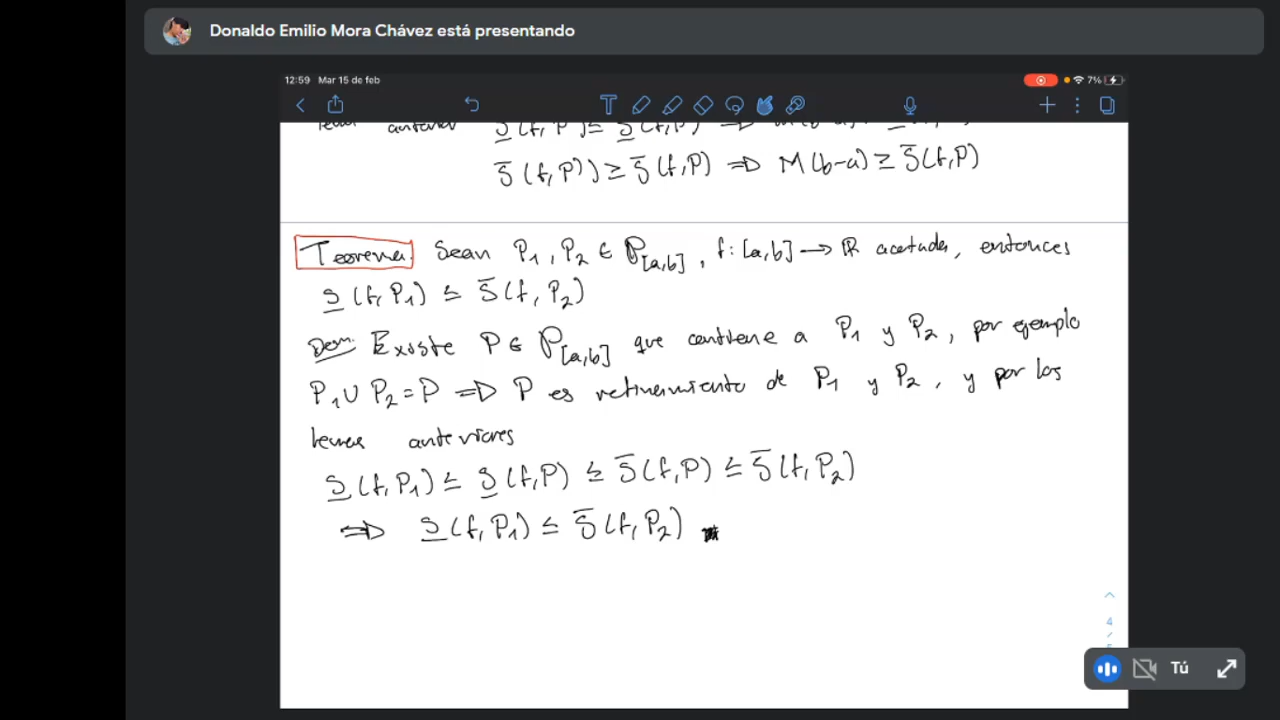 Donaldo Emilio Mora Chávez está presentando
12:59 Mar 15 de feb
7%
anterior S̲(f,P) ≤ S̲(f,P') ⇒
S̅(f,P') ≥ S̅(f,P) ⇒ M(b-a) ≥ S̅(f,P)
Teorema. Sean P₁, P₂ ∈ 𝒫[a,b], f: [a,b] → ℝ acotada, entonces
S̲(f,P₁) ≤ S̅(f,P₂)
Dem. Existe P ∈ 𝒫[a,b] que contiene a P₁ y P₂, por ejemplo
P₁ ∪ P₂ = P ⇒ P es refinamiento de P₁ y P₂, y por los
lemas anteriores
S̲(f,P₁) ≤ S̲(f,P) ≤ S̅(f,P) ≤ S̅(f,P₂)
⇒ S̲(f,P₁) ≤ S̅(f,P₂)
4
/
Tú